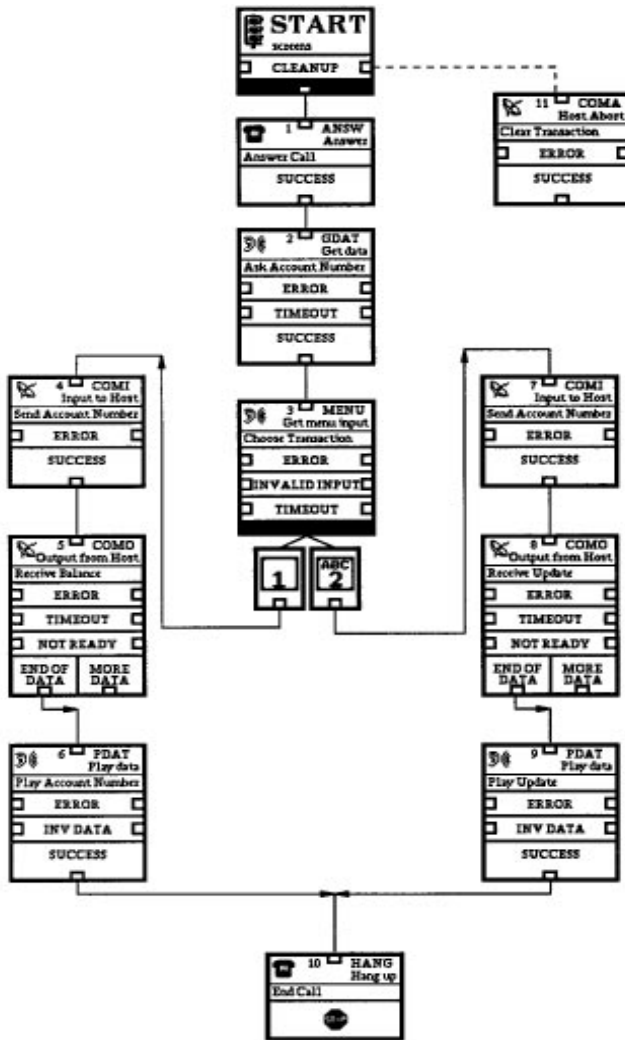 START
screens
CLEANUP
11 COMA
Host Abort
Clear Transaction
ERROR
SUCCESS
1 ANSW
Answer
Answer Call
SUCCESS
2 GDAT
Get data
Ask Account Number
ERROR
TIMEOUT
SUCCESS
4 COMI
Input to Host
Send Account Number
ERROR
SUCCESS
3 MENU
Get menu input
Choose Transaction
ERROR
INVALID INPUT
TIMEOUT
1
ABC
2
7 COMI
Input to Host
Send Account Number
ERROR
SUCCESS
5 COMO
Output from Host
Receive Balance
ERROR
TIMEOUT
NOT READY
END OF DATA
MORE DATA
8 COMO
Output from Host
Receive Update
ERROR
TIMEOUT
NOT READY
END OF DATA
MORE DATA
6 PDAT
Play data
Play Account Number
ERROR
INV DATA
SUCCESS
9 PDAT
Play data
Play Update
ERROR
INV DATA
SUCCESS
10 HANG
Hang up
End Call